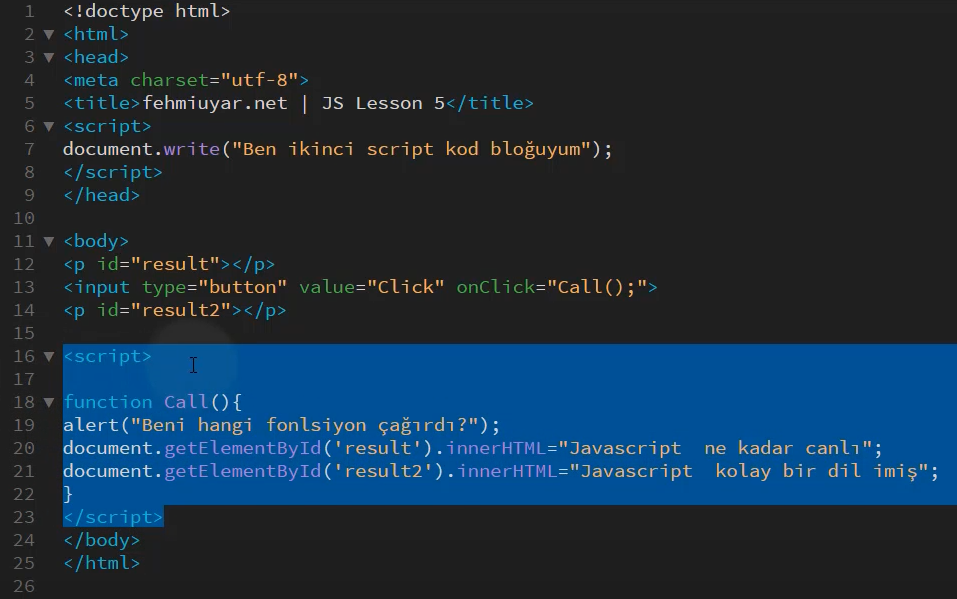 1 <!doctype html>
2 <html>
3 <head>
4 <meta charset="utf-8">
5 <title>fehmiuyar.net | JS Lesson 5</title>
6 <script>
7 document.write("Ben ikinci script kod bloğuyum");
8 </script>
9 </head>
10
11 <body>
12 <p id="result"></p>
13 <input type="button" value="Click" onClick="Call();">
14 <p id="result2"></p>
15
16 <script>
17
18 function Call(){
19 alert("Beni hangi fonlsiyon çağırdı?");
20 document.getElementById('result').innerHTML="Javascript  ne kadar canlı";
21 document.getElementById('result2').innerHTML="Javascript  kolay bir dil imiş";
22 }
23 </script>
24 </body>
25 </html>
26